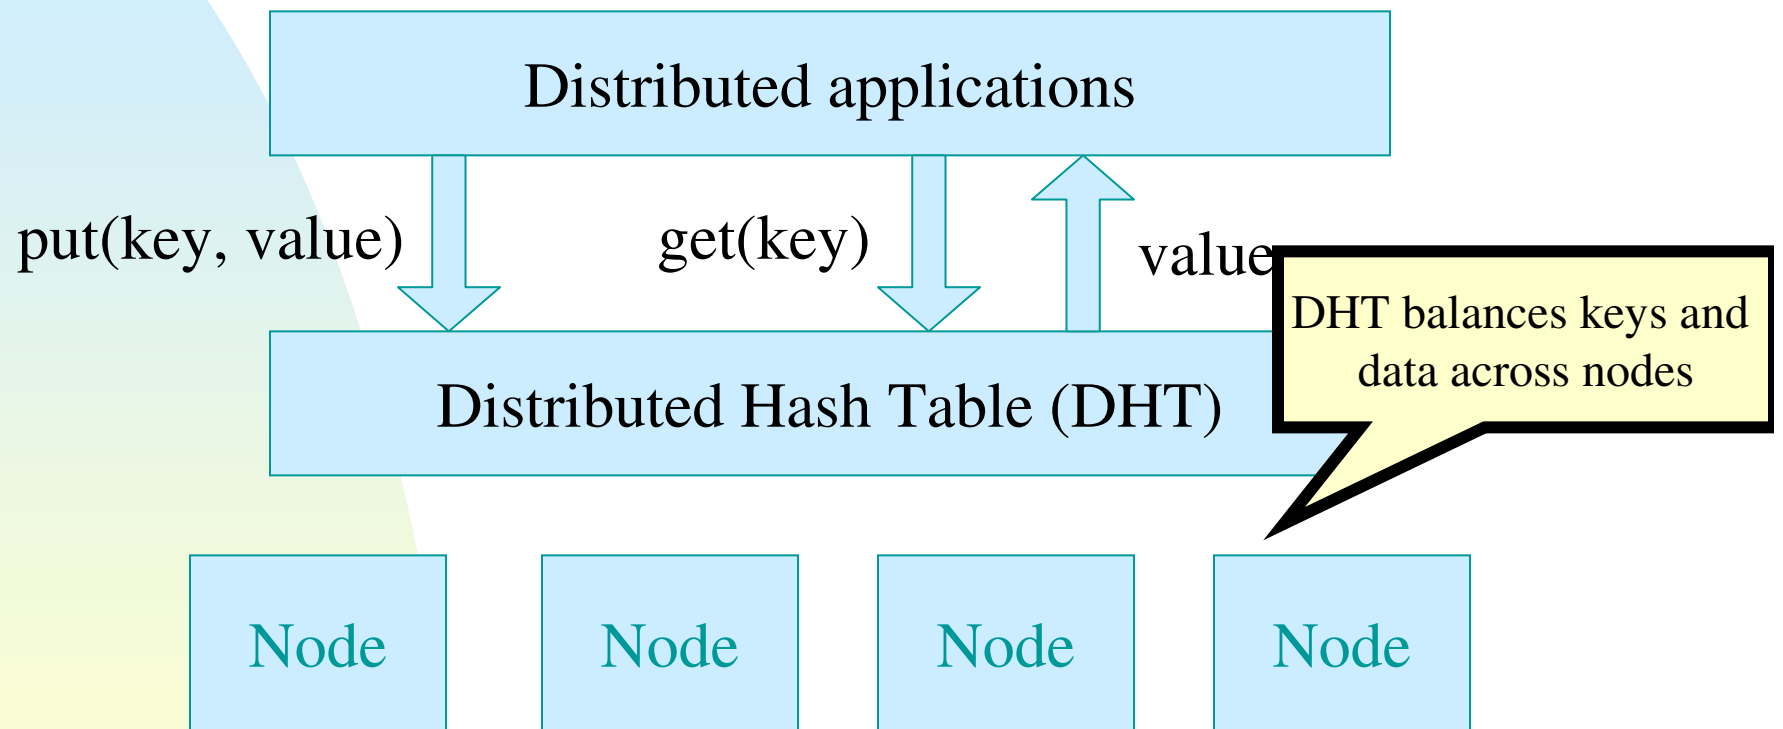 Distributed applications
put(key, value)
get(key)
value
DHT balances keys and
data across nodes
Distributed Hash Table (DHT)
Node
Node
Node
Node